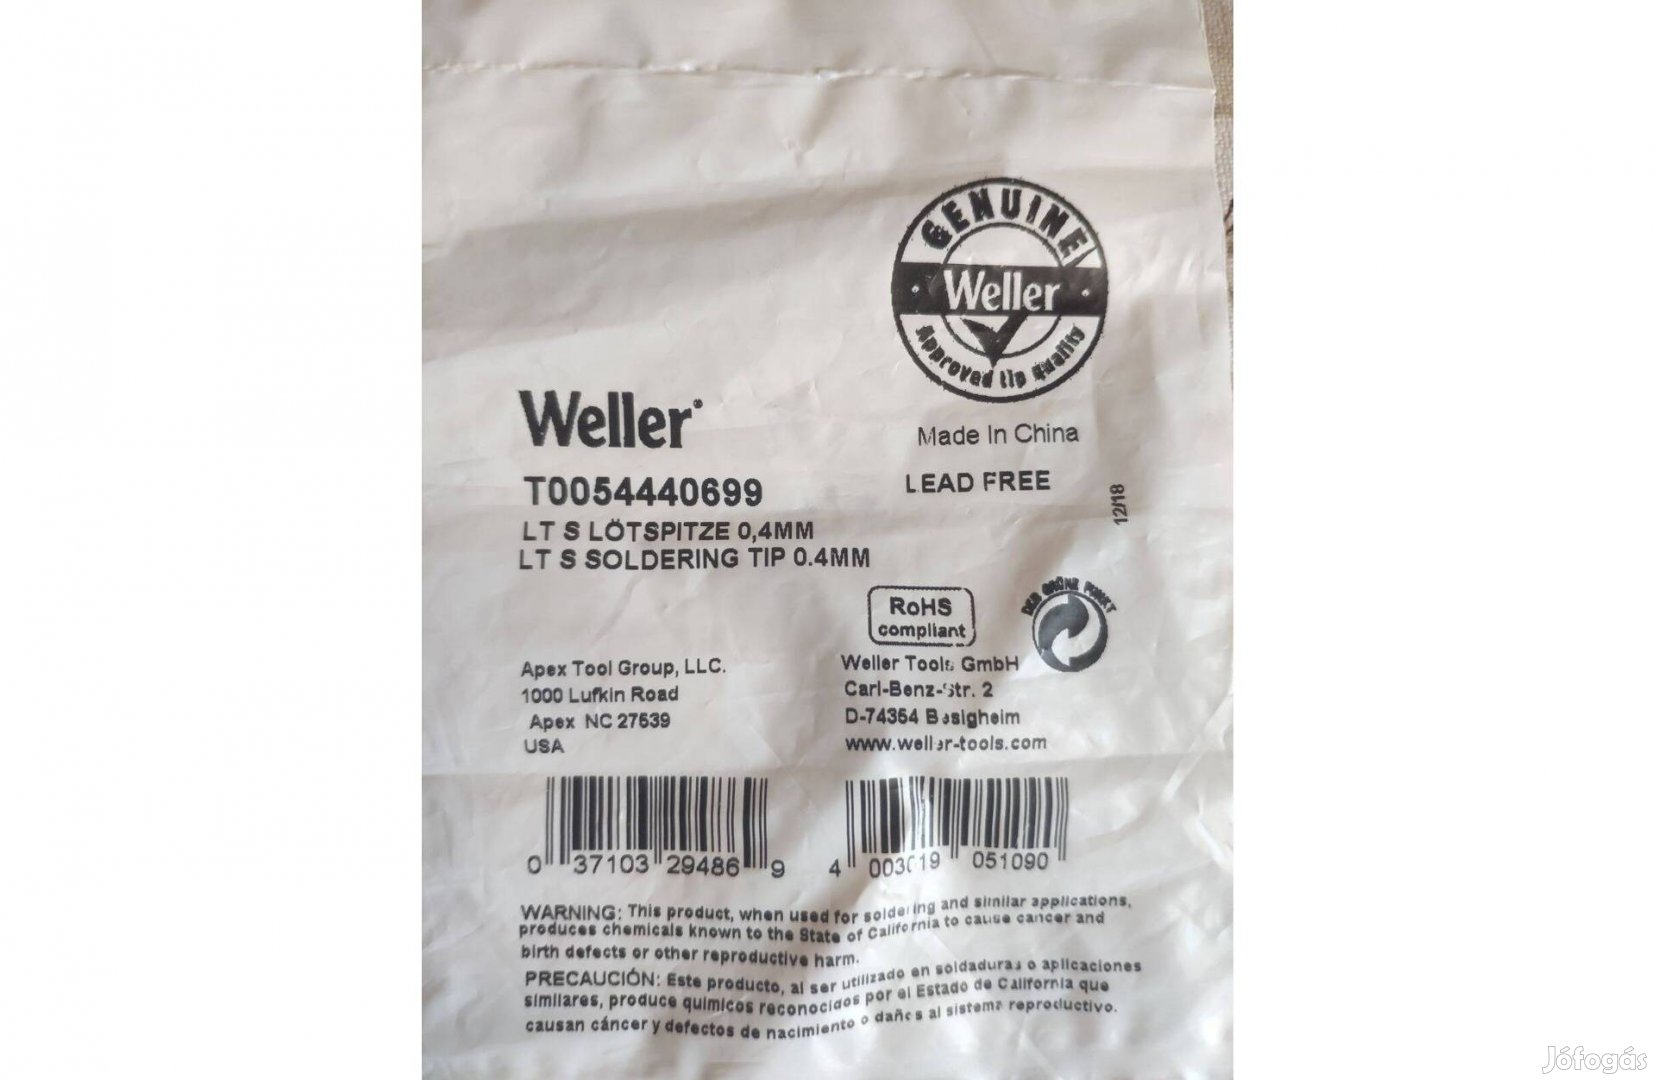 GENUINE
Weller
Approved tip quality
Weller®
Made In China
T0054440699
LEAD FREE
12/18
LT S LÖTSPITZE 0,4MM
LT S SOLDERING TIP 0.4MM
RoHS
compliant
DER GRÜNE PUNKT
Apex Tool Group, LLC.
1000 Lufkin Road
Apex NC 27539
USA
Weller Tools GmbH
Carl-Benz-Str. 2
D-74354 Besigheim
www.weller-tools.com
0 37103 29486 9
4 003019 051090
WARNING: This product, when used for soldering and similar applications,
produces chemicals known to the State of California to cause cancer and
birth defects or other reproductive harm.
PRECAUCIÓN: Este producto, al ser utilizado en soldaduras o aplicaciones
similares, produce quimicos reconocidos por el Estado de California que
causan cáncer y defectos de nacimiento o daños al sistema reproductivo.
Jófogás